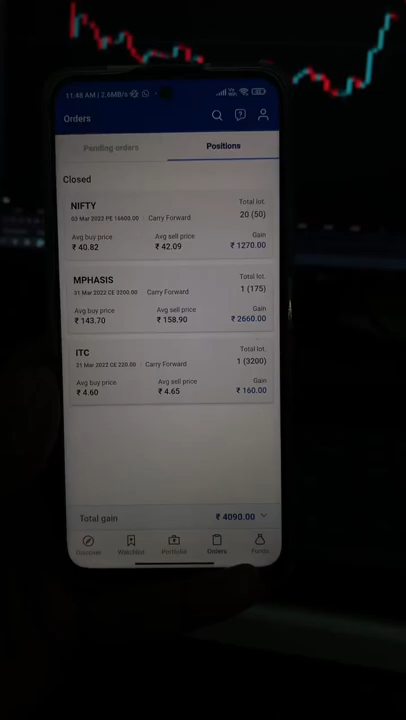 11:48 AM | 2.6MB/s
Orders
Pending orders
Positions
Closed
NIFTY
Total lot.
03 Mar 2022 PE 16600.00 | Carry Forward
20 (50)
Avg buy price
Avg sell price
Gain
₹ 40.82
₹ 42.09
₹ 1270.00
MPHASIS
Total lot.
31 Mar 2022 CE 3200.00 | Carry Forward
1 (175)
Avg buy price
Avg sell price
Gain
₹ 143.70
₹ 158.90
₹ 2660.00
ITC
Total lot.
31 Mar 2022 CE 220.00 | Carry Forward
1 (3200)
Avg buy price
Avg sell price
Gain
₹ 4.60
₹ 4.65
₹ 160.00
Total gain
₹ 4090.00
Discover
Watchlist
Portfolio
Orders
Funds